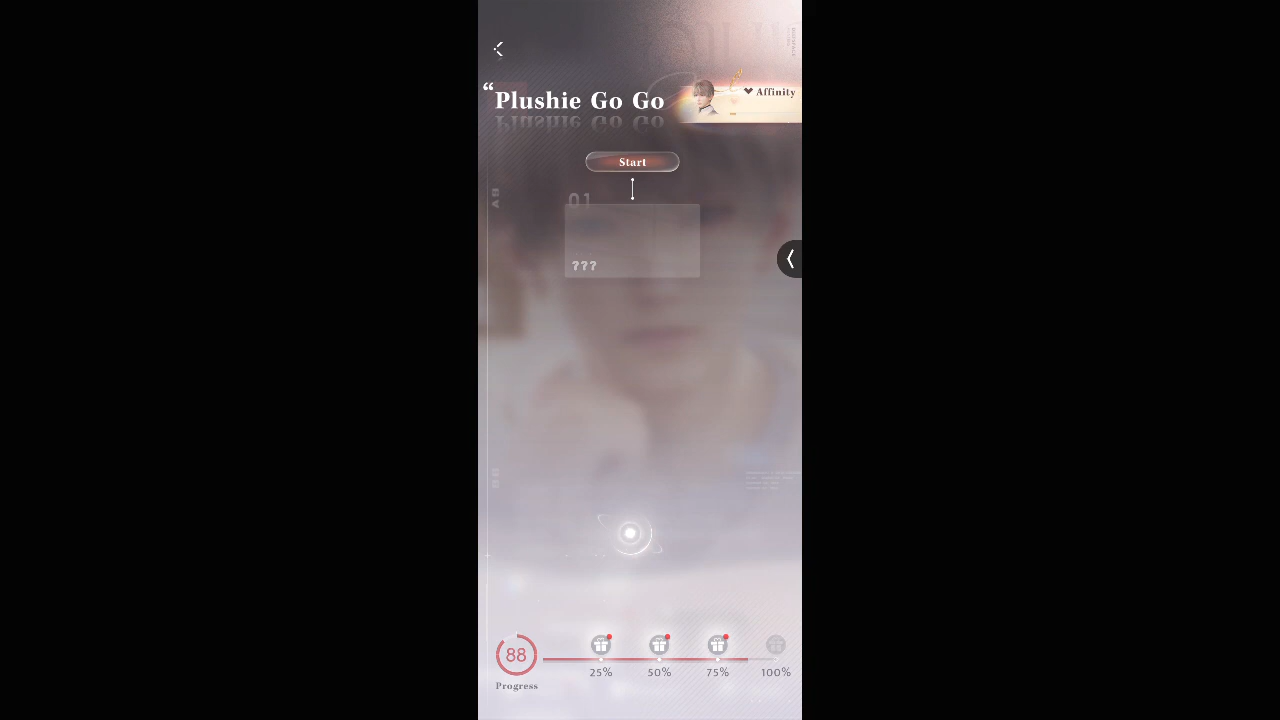 “Plushie Go Go
Affinity
Start
01
???
88
Progress
25%
50%
75%
100%